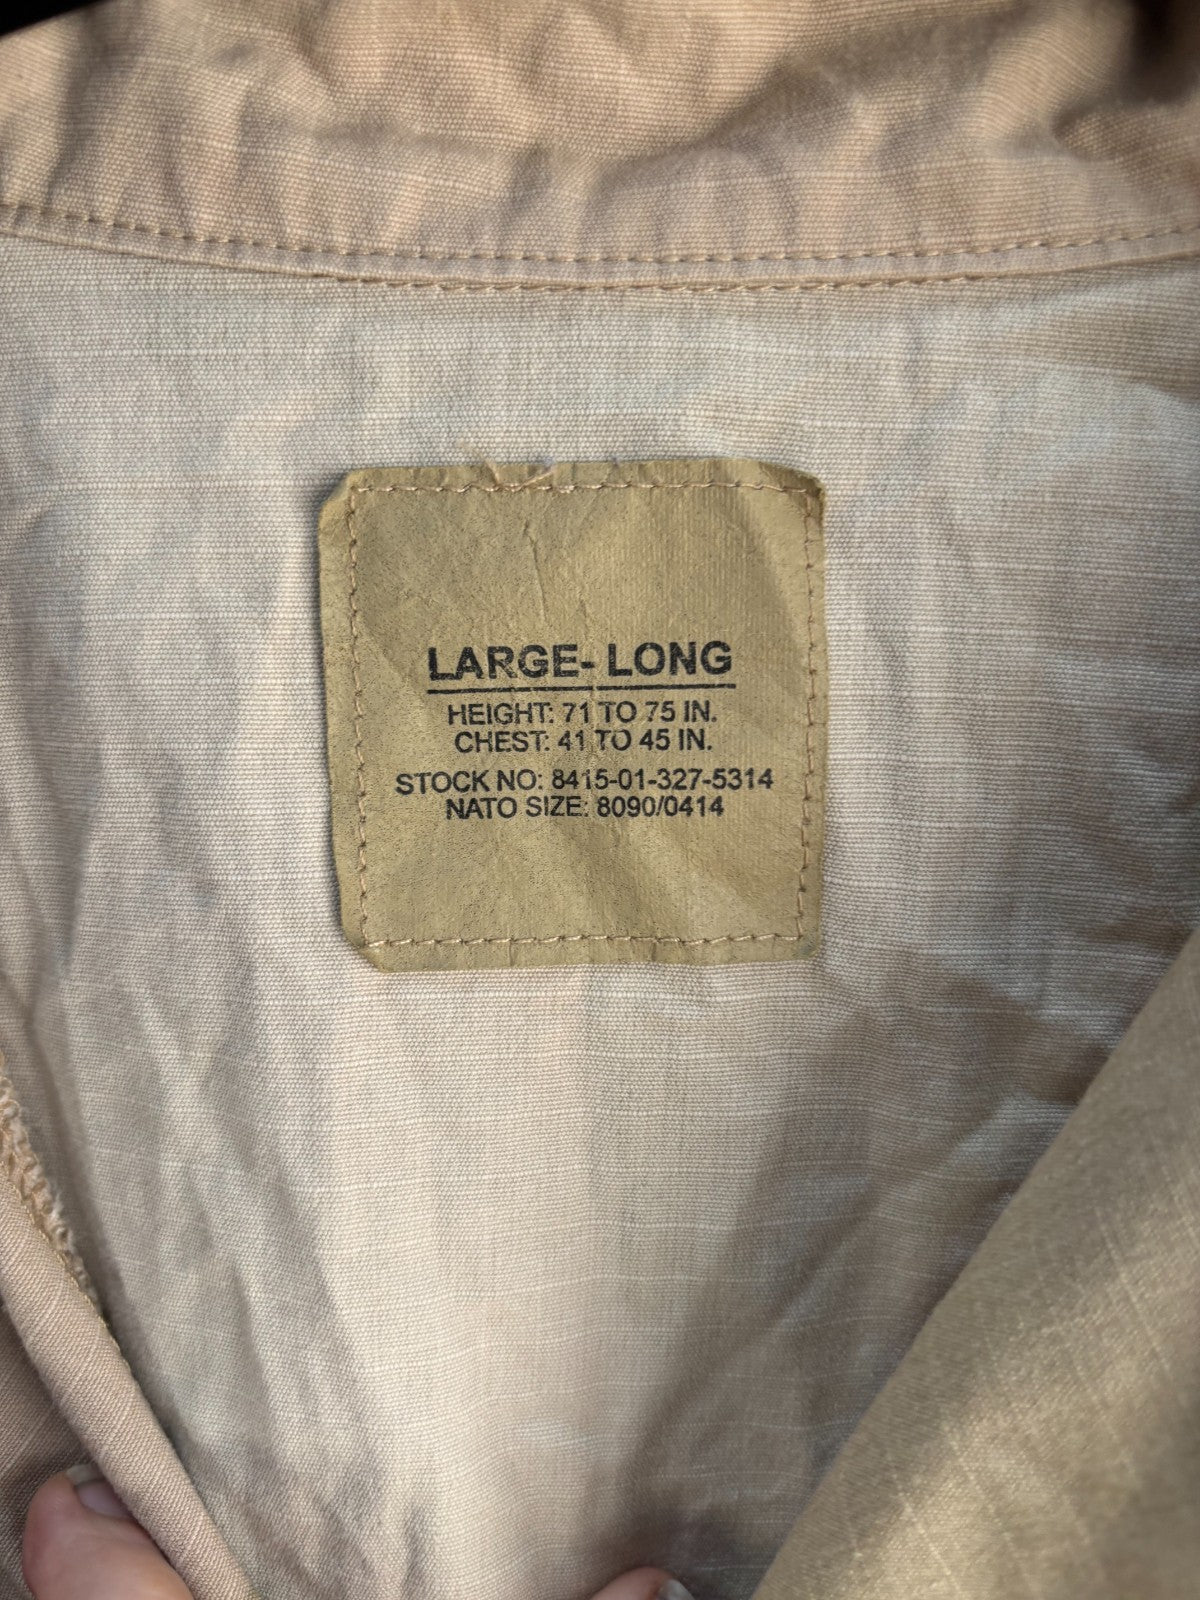 LARGE- LONG
HEIGHT: 71 TO 75 IN.
CHEST: 41 TO 45 IN.
STOCK NO: 8415-01-327-5314
NATO SIZE: 8090/0414